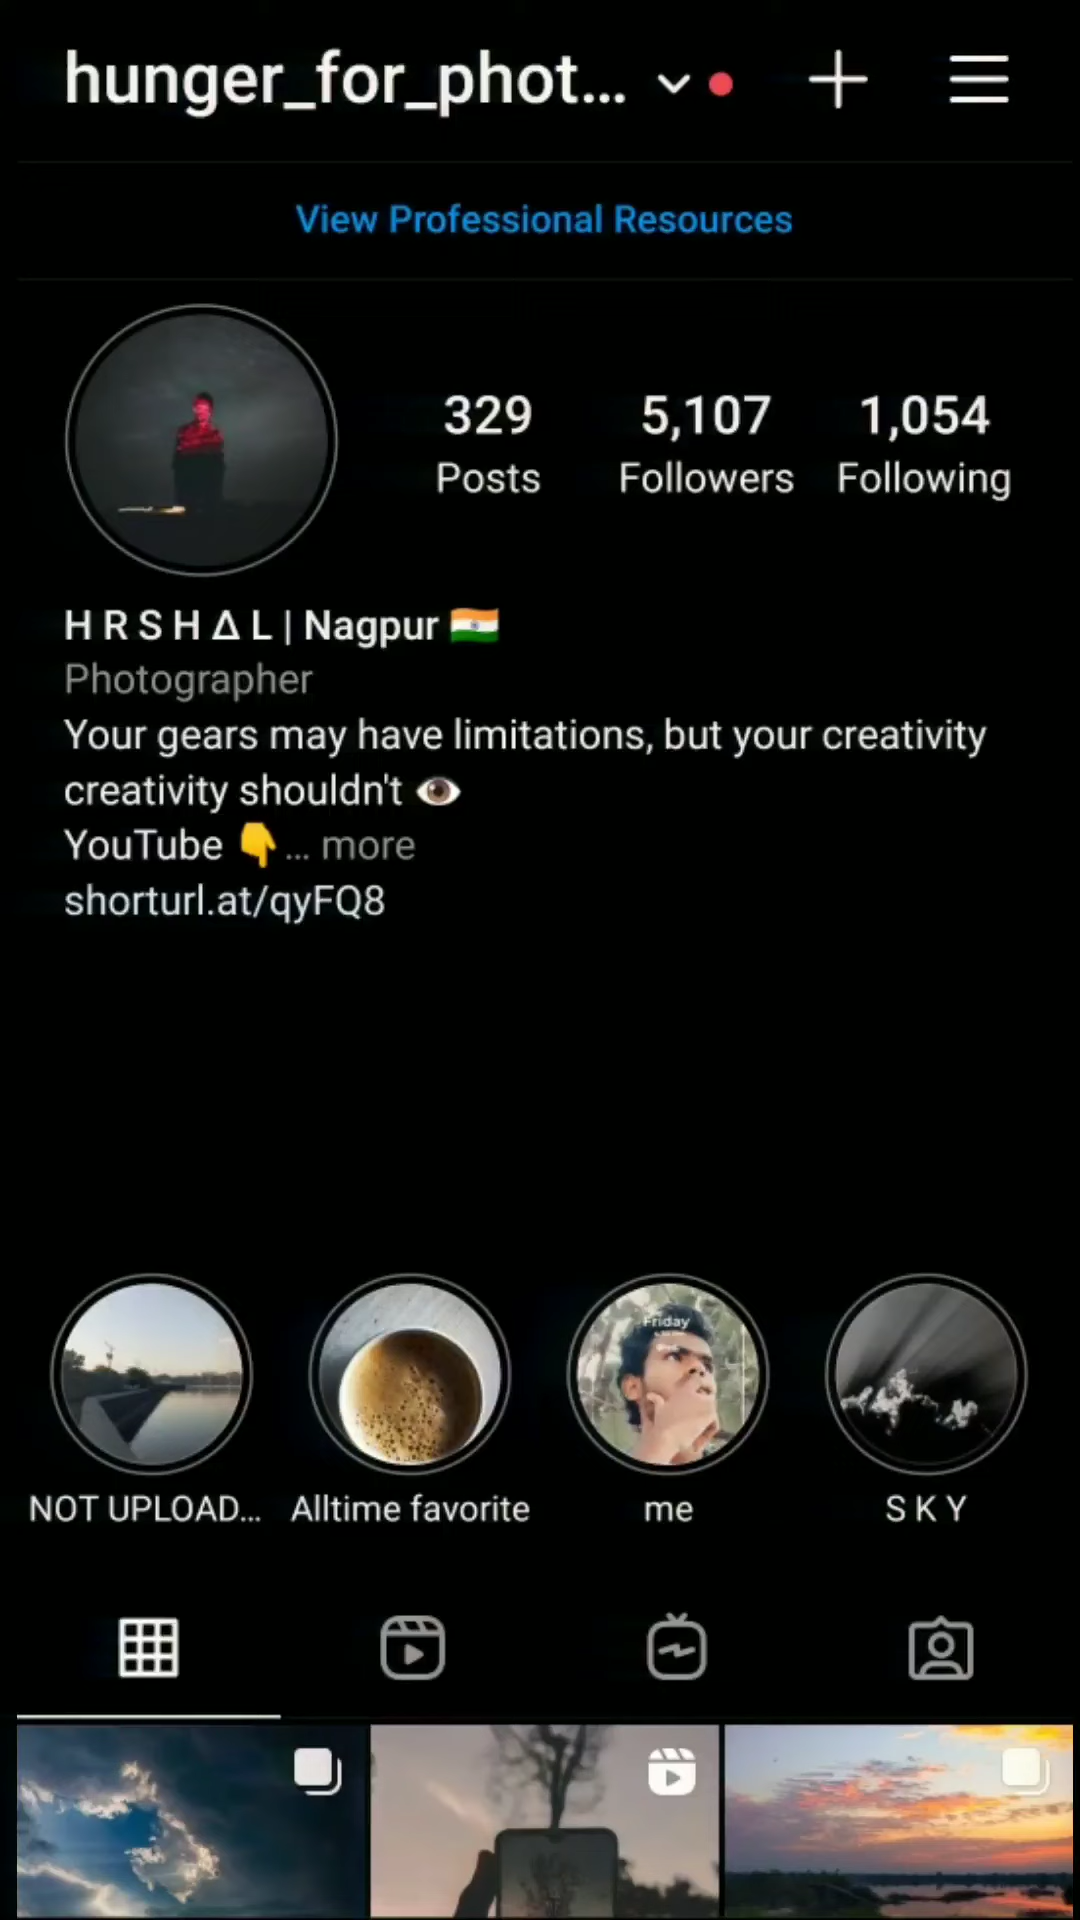 hunger_for_phot...
View Professional Resources
329 5,107 1,054
Posts Followers Following
H R S H Δ L | Nagpur 🇮🇳
Photographer
Your gears may have limitations, but your creativity
creativity shouldn't 👁️
YouTube 👇... more
shorturl.at/qyFQ8
Friday
NOT UPLOAD... Alltime favorite me S K Y